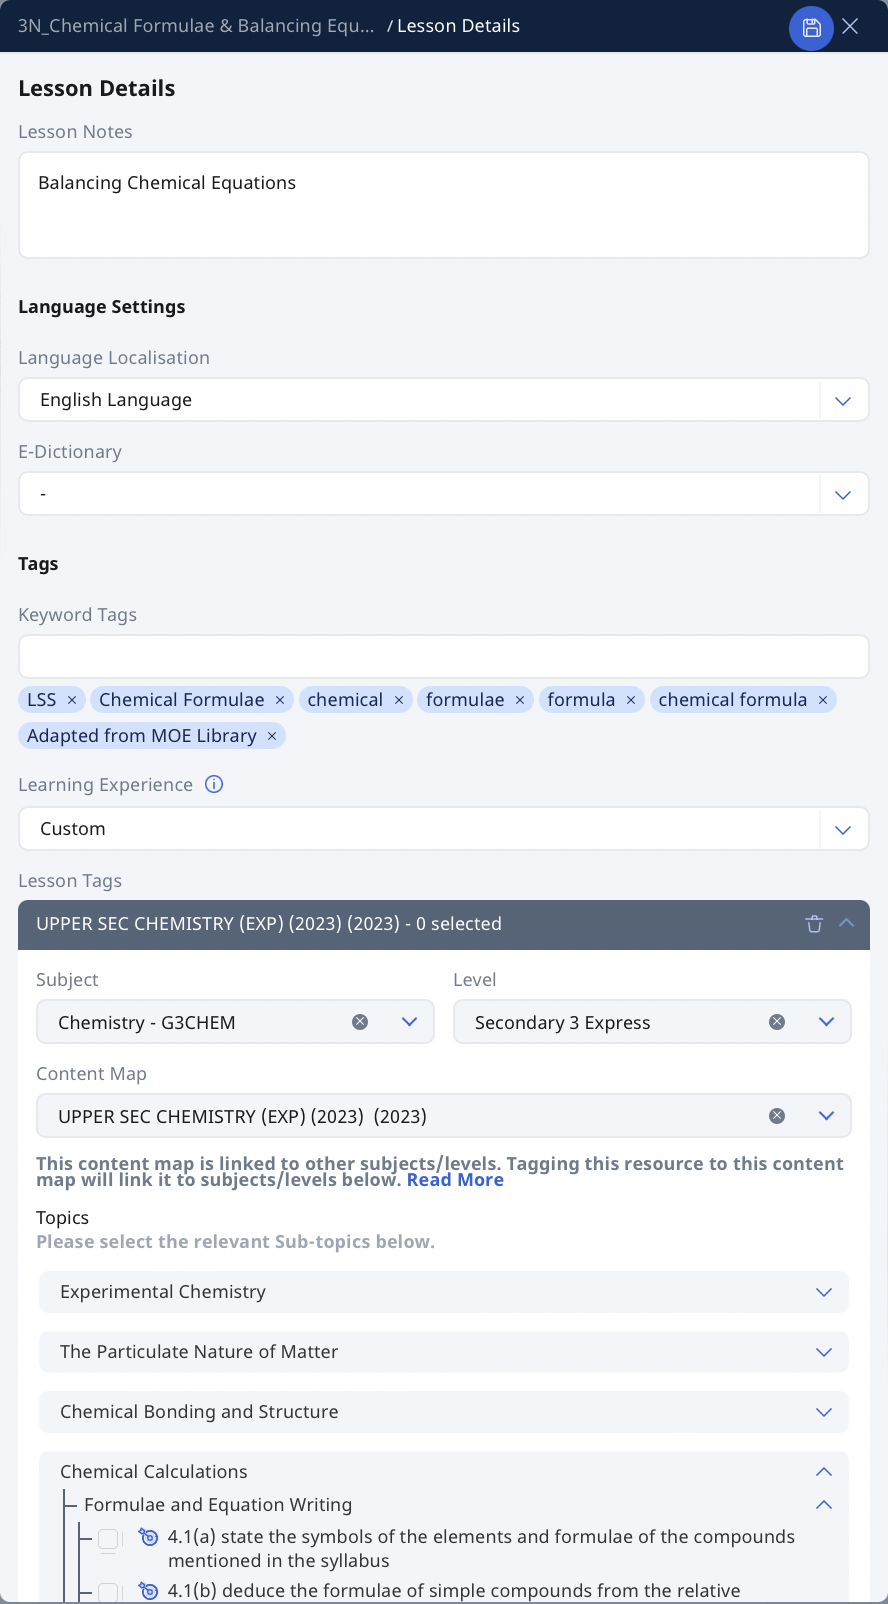 3N_Chemical Formulae & Balancing Equ... / Lesson Details
Lesson Details
Lesson Notes
Balancing Chemical Equations
Language Settings
Language Localisation
English Language
E-Dictionary
-
Tags
Keyword Tags
LSS × Chemical Formulae × chemical × formulae × formula × chemical formula ×
Adapted from MOE Library ×
Learning Experience
Custom
Lesson Tags
UPPER SEC CHEMISTRY (EXP) (2023) (2023) - 0 selected
Subject Level
Chemistry - G3CHEM Secondary 3 Express
Content Map
UPPER SEC CHEMISTRY (EXP) (2023) (2023)
This content map is linked to other subjects/levels. Tagging this resource to this content
map will link it to subjects/levels below. Read More
Topics
Please select the relevant Sub-topics below.
Experimental Chemistry
The Particulate Nature of Matter
Chemical Bonding and Structure
Chemical Calculations
Formulae and Equation Writing
4.1(a) state the symbols of the elements and formulae of the compounds
mentioned in the syllabus
4.1(b) deduce the formulae of simple compounds from the relative